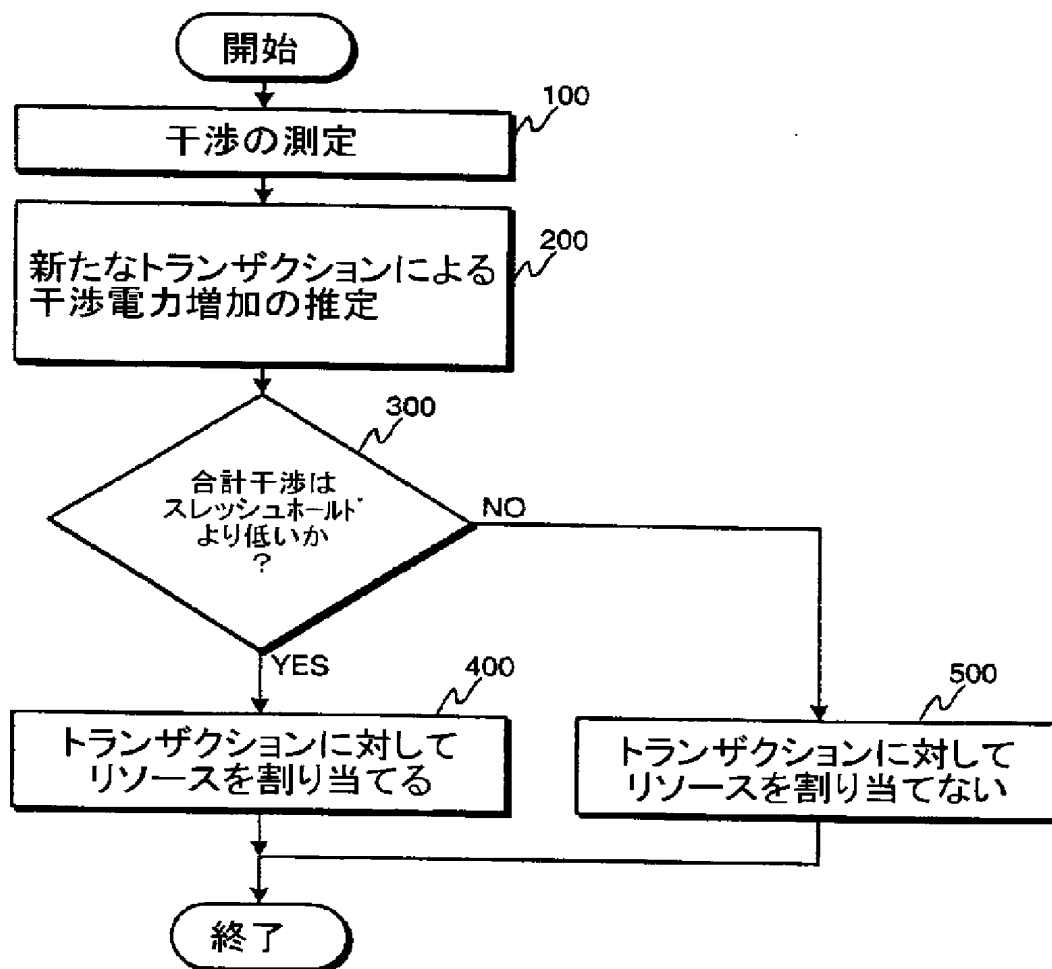 開始
100
干渉の測定
200
新たなトランザクションによる
干渉電力増加の推定
300
合計干渉は
スレッシュホールド
より低いか
?
NO
YES
400
トランザクションに対して
リソースを割り当てる
500
トランザクションに対して
リソースを割り当てない
終了